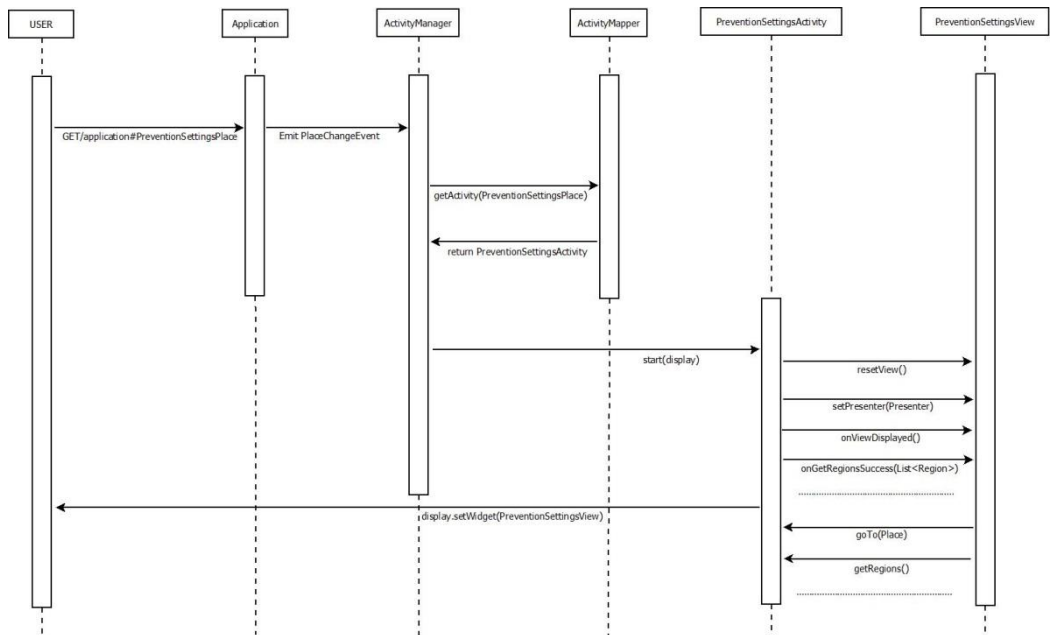 USER
Application
ActivityManager
ActivityMapper
PreventionSettingsActivity
PreventionSettingsView
GET/application#PreventionSettingsPlace
Emit PlaceChangeEvent
getActivity(PreventionSettingsPlace)
return PreventionSettingsActivity
start(display)
resetView()
setPresenter(Presenter)
onViewDisplayed()
onGetRegionsSuccess(List<Region>)
display.setWidget(PreventionSettingsView)
goTo(Place)
getRegions()